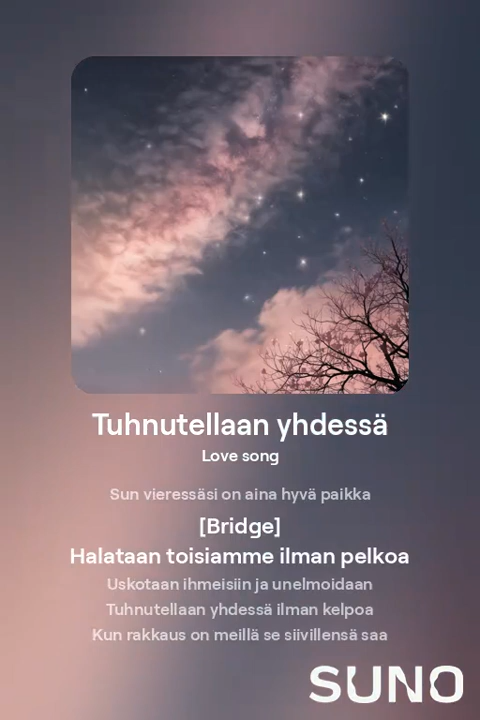 Tuhnutellaan yhdessä
Love song
Sun vieressäsi on aina hyvä paikka
[Bridge]
Halataan toisiamme ilman pelkoa
Uskotaan ihmeisiin ja unelmoidaan
Tuhnutellaan yhdessä ilman kelpoa
Kun rakkaus on meillä se siivillensä saa
SUNO